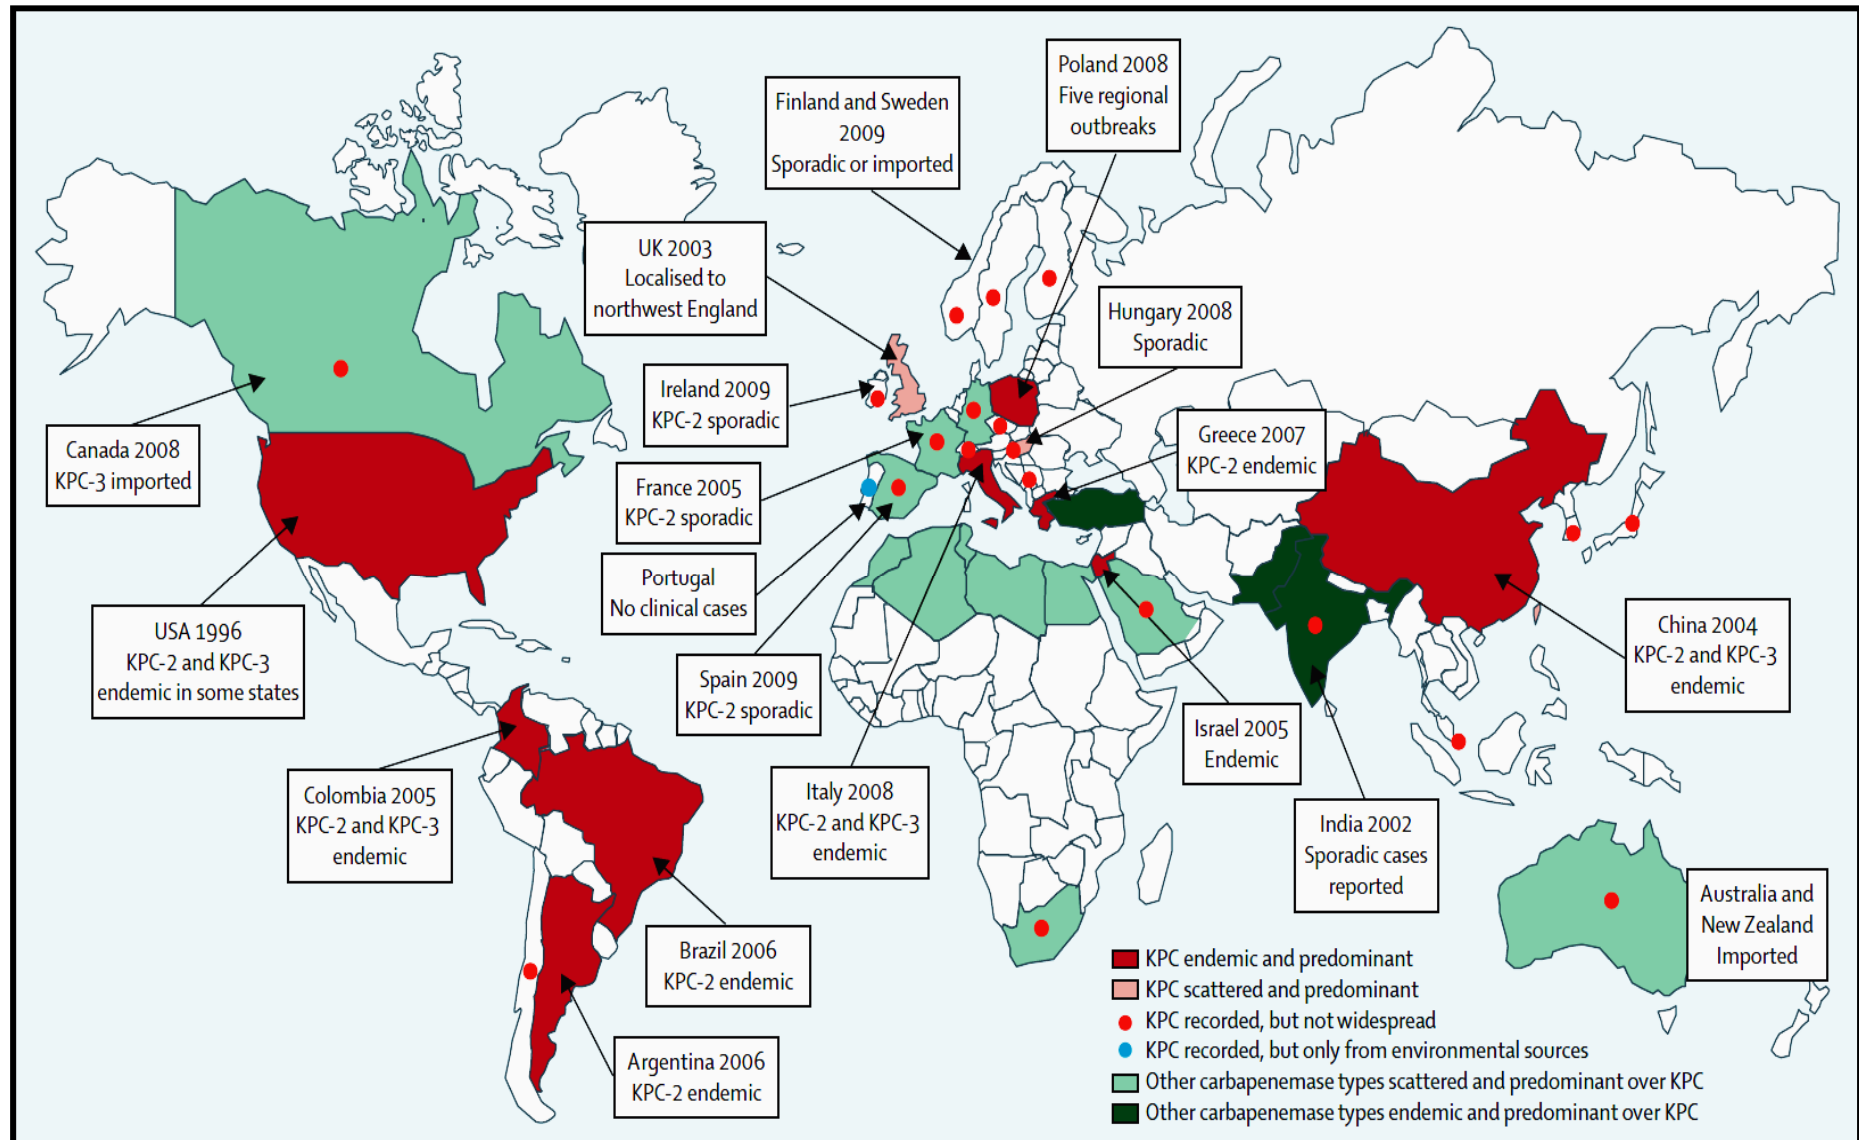 Poland 2008
Five regional
outbreaks
Finland and Sweden
2009
Sporadic or imported
UK 2003
Localised to
northwest England
Hungary 2008
Sporadic
Ireland 2009
KPC-2 sporadic
Canada 2008
KPC-3 imported
France 2005
KPC-2 sporadic
Greece 2007
KPC-2 endemic
Portugal
No clinical cases
USA 1996
KPC-2 and KPC-3
endemic in some states
Spain 2009
KPC-2 sporadic
China 2004
KPC-2 and KPC-3
endemic
Israel 2005
Endemic
Colombia 2005
KPC-2 and KPC-3
endemic
Italy 2008
KPC-2 and KPC-3
endemic
India 2002
Sporadic cases
reported
Australia and
New Zealand
Imported
Brazil 2006
KPC-2 endemic
Argentina 2006
KPC-2 endemic
KPC endemic and predominant
KPC scattered and predominant
KPC recorded, but not widespread
KPC recorded, but only from environmental sources
Other carbapenemase types scattered and predominant over KPC
Other carbapenemase types endemic and predominant over KPC